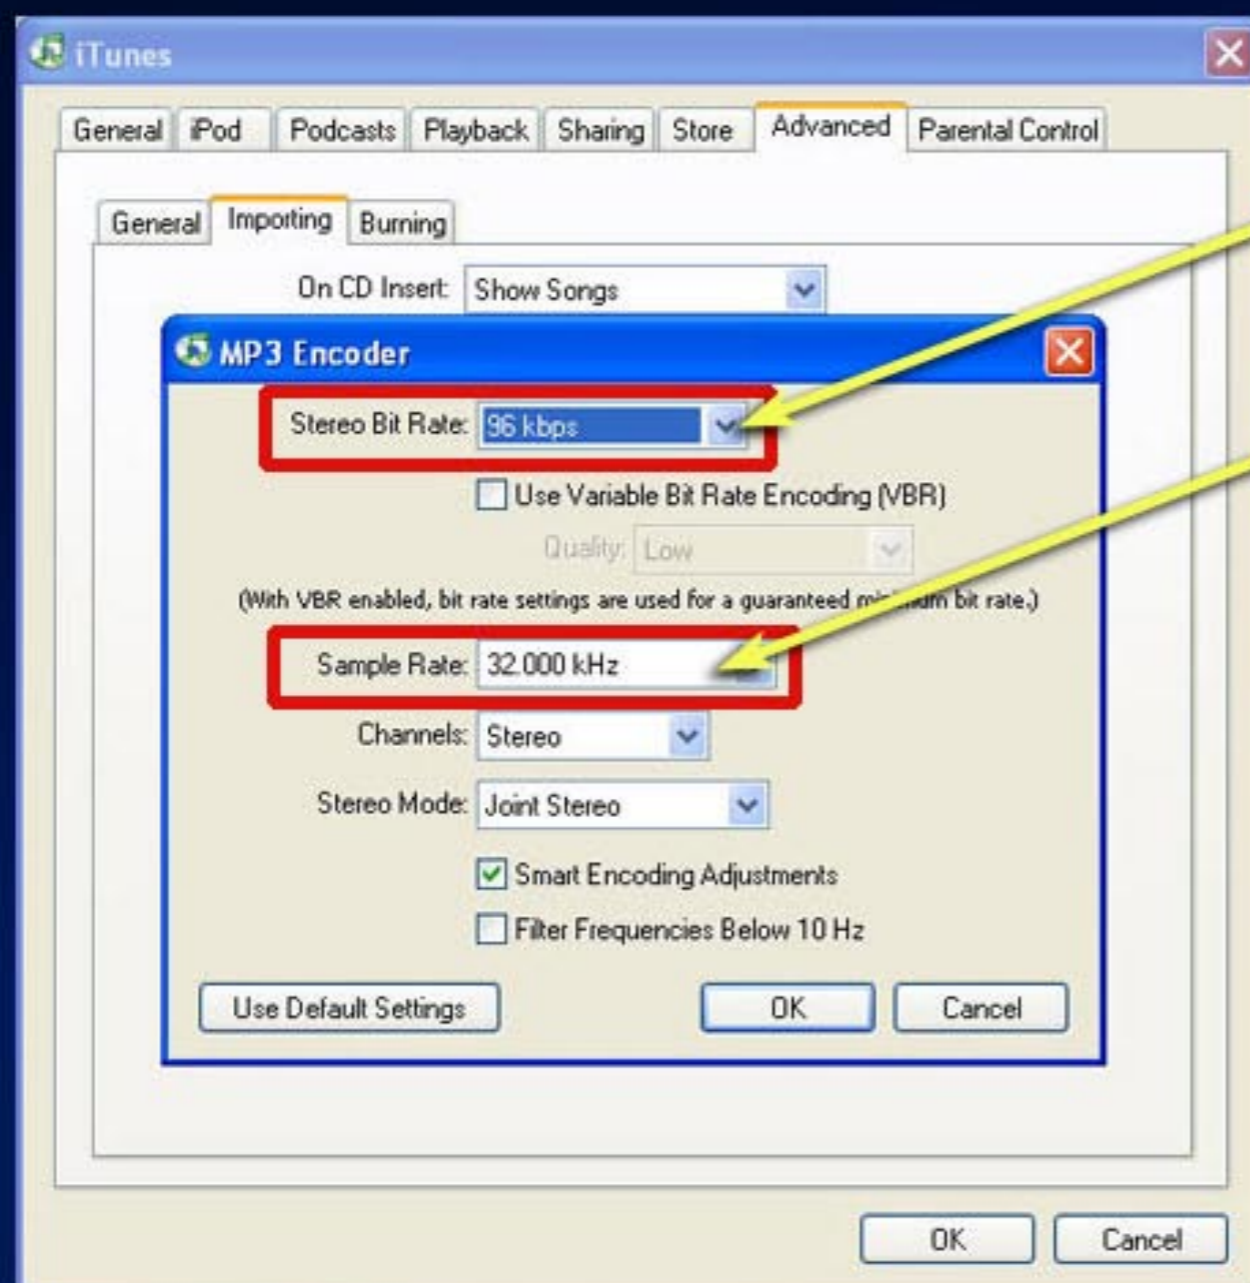 iTunes
General iPod Podcasts Playback Sharing Store Advanced Parental Control
General Importing Burning
On CD Insert: Show Songs
MP3 Encoder
Stereo Bit Rate: 96 kbps
Use Variable Bit Rate Encoding (VBR)
Quality: Low
(With VBR enabled, bit rate settings are used for a guaranteed minimum bit rate.)
Sample Rate: 32.000 kHz
Channels: Stereo
Stereo Mode: Joint Stereo
Smart Encoding Adjustments
Filter Frequencies Below 10 Hz
Use Default Settings OK Cancel
OK Cancel